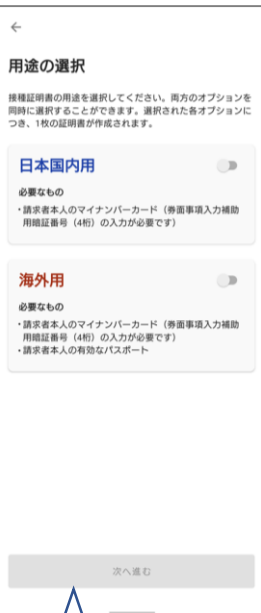 用途の選択
接種証明書の用途を選択してください。両方のオプションを
同時に選択することができます。選択された各オプションに
つき、1枚の証明書が作成されます。
日本国内用
必要なもの
・請求者本人のマイナンバーカード（券面事項入力補助
用暗証番号（4桁）の入力が必要です）
海外用
必要なもの
・請求者本人のマイナンバーカード（券面事項入力補助
用暗証番号（4桁）の入力が必要です）
・請求者本人の有効なパスポート
次へ進む